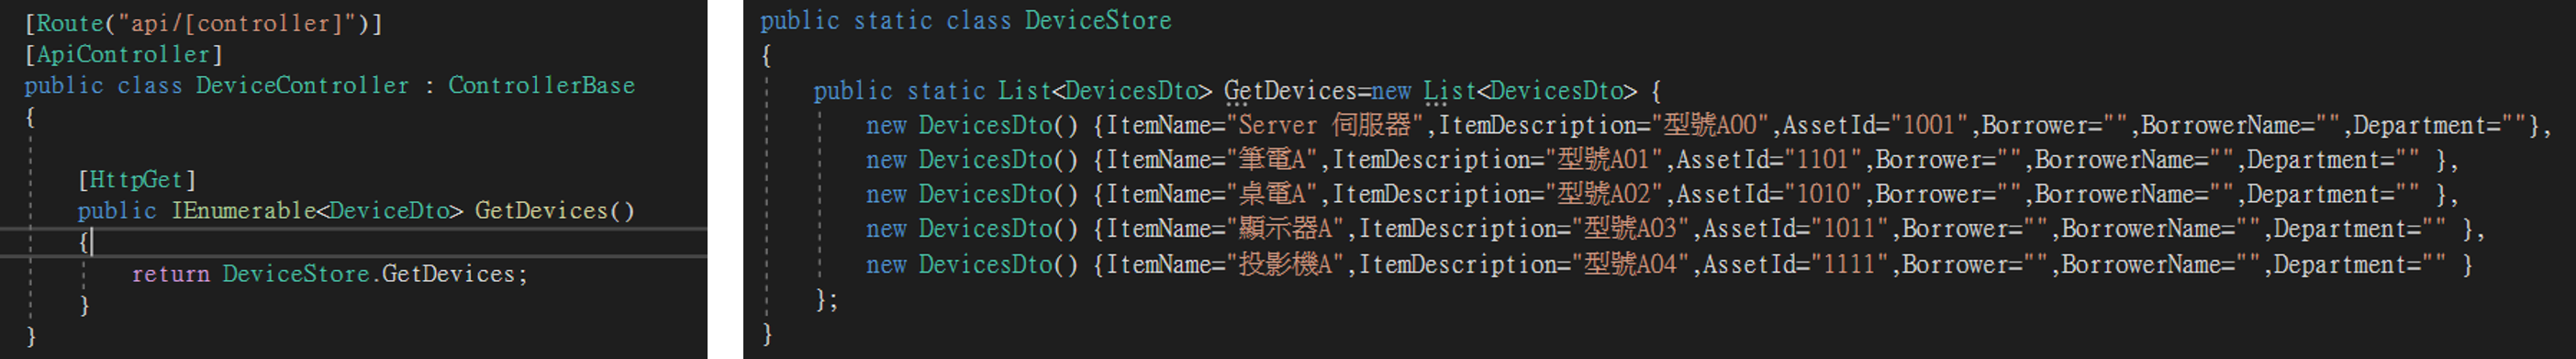 [Route("api/[controller]")]
[ApiController]
public class DeviceController : ControllerBase
{
[HttpGet]
public IEnumerable<DeviceDto> GetDevices()
{
return DeviceStore.GetDevices;
}
}
public static class DeviceStore
{
public static List<DevicesDto> GetDevices=new List<DevicesDto> {
new DevicesDto() {ItemName="Server 伺服器",ItemDescription="型號A00",AssetId="1001",Borrower="",BorrowerName="",Department=""},
new DevicesDto() {ItemName="筆電A",ItemDescription="型號A01",AssetId="1101",Borrower="",BorrowerName="",Department="" },
new DevicesDto() {ItemName="桌電A",ItemDescription="型號A02",AssetId="1010",Borrower="",BorrowerName="",Department="" },
new DevicesDto() {ItemName="顯示器A",ItemDescription="型號A03",AssetId="1011",Borrower="",BorrowerName="",Department="" },
new DevicesDto() {ItemName="投影機A",ItemDescription="型號A04",AssetId="1111",Borrower="",BorrowerName="",Department="" }
};
}